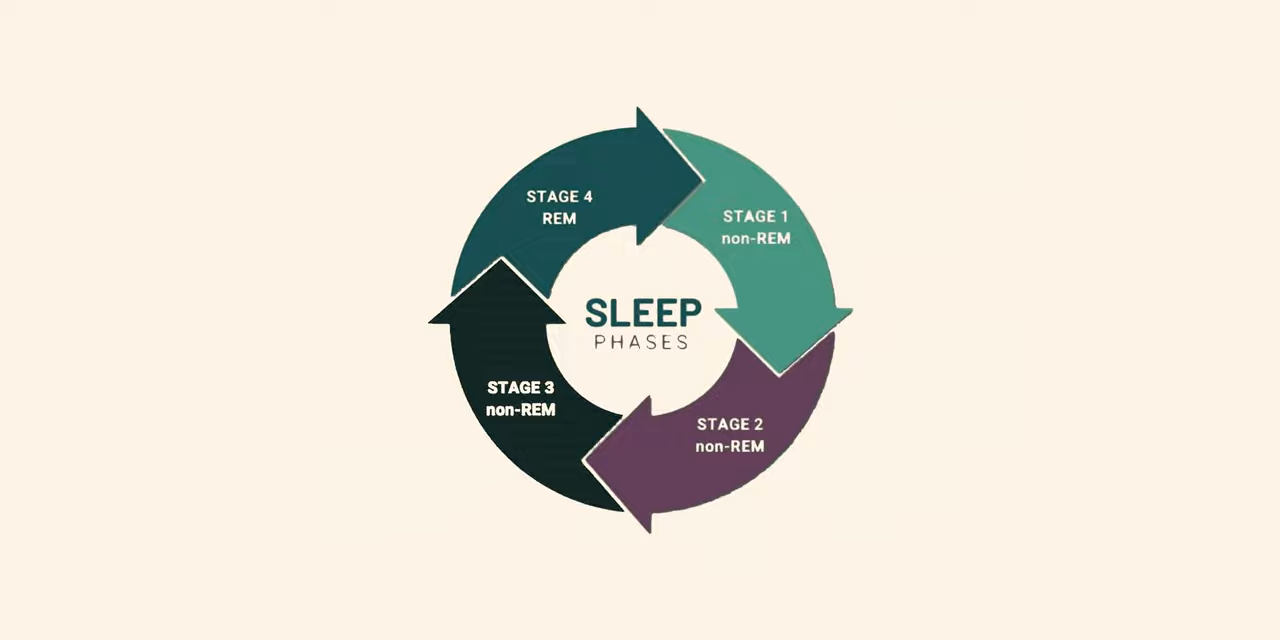 SLEEP
PHASES
STAGE 1
non-REM
STAGE 2
non-REM
STAGE 3
non-REM
STAGE 4
REM